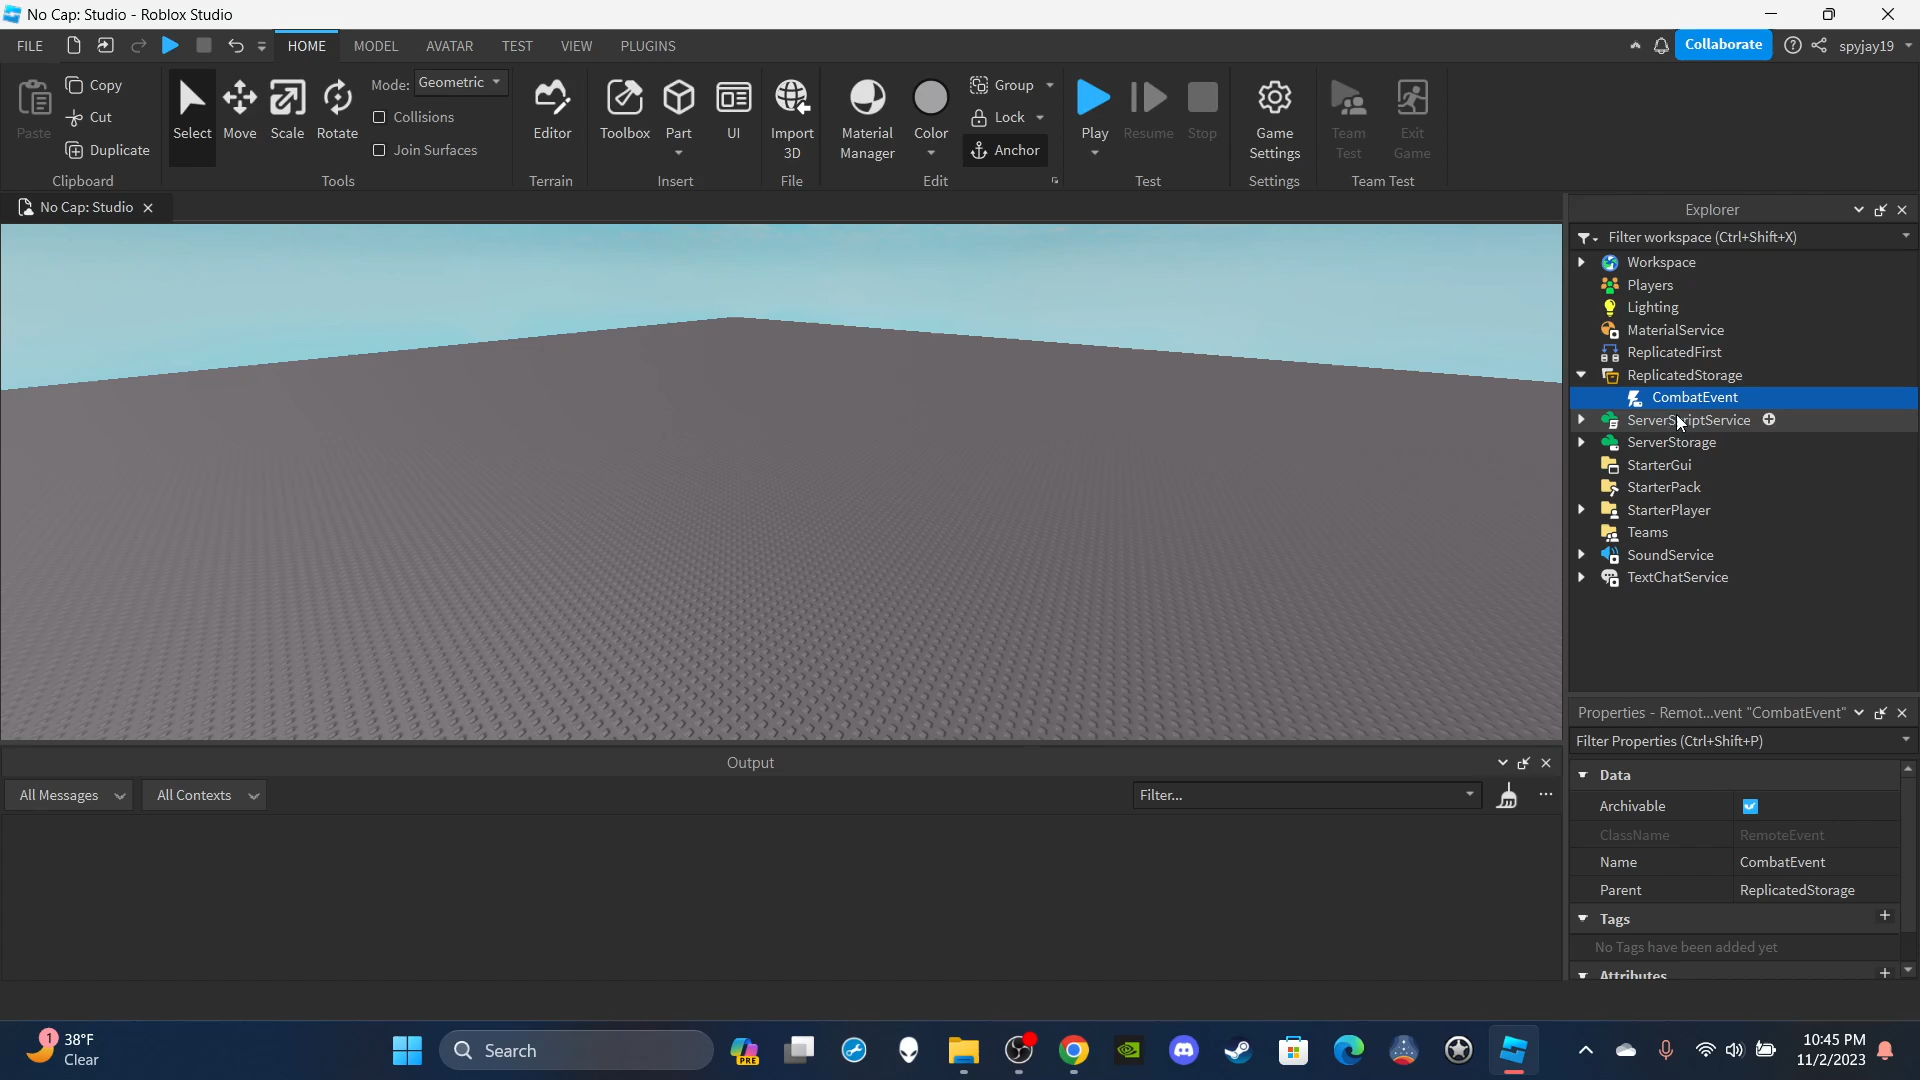 No Cap: Studio - Roblox Studio
FILE HOME MODEL AVATAR TEST VIEW PLUGINS Collaborate spyjay19
Paste Copy Cut Duplicate
Clipboard
Select Move Scale Rotate Mode: Geometric
Collisions
Join Surfaces
Tools
Editor
Terrain
Toolbox Part UI
Insert
Import 3D
File
Material Manager Color
Group
Lock
Anchor
Edit
Play Resume Stop
Test
Game Settings
Settings
Team Test Exit Game
Team Test
No Cap: Studio
Explorer
Filter workspace (Ctrl+Shift+X)
Workspace
Players
Lighting
MaterialService
ReplicatedFirst
ReplicatedStorage
CombatEvent
ServerScriptService
ServerStorage
StarterGui
StarterPack
StarterPlayer
Teams
SoundService
TextChatService
Properties - Remot...vent "CombatEvent"
Filter Properties (Ctrl+Shift+P)
Data
Archivable
ClassName RemoteEvent
Name CombatEvent
Parent ReplicatedStorage
Tags
No Tags have been added yet
Attributes
Output
All Messages All Contexts Filter...
1 38°F
Clear
Search
PRE
10:45 PM
11/2/2023